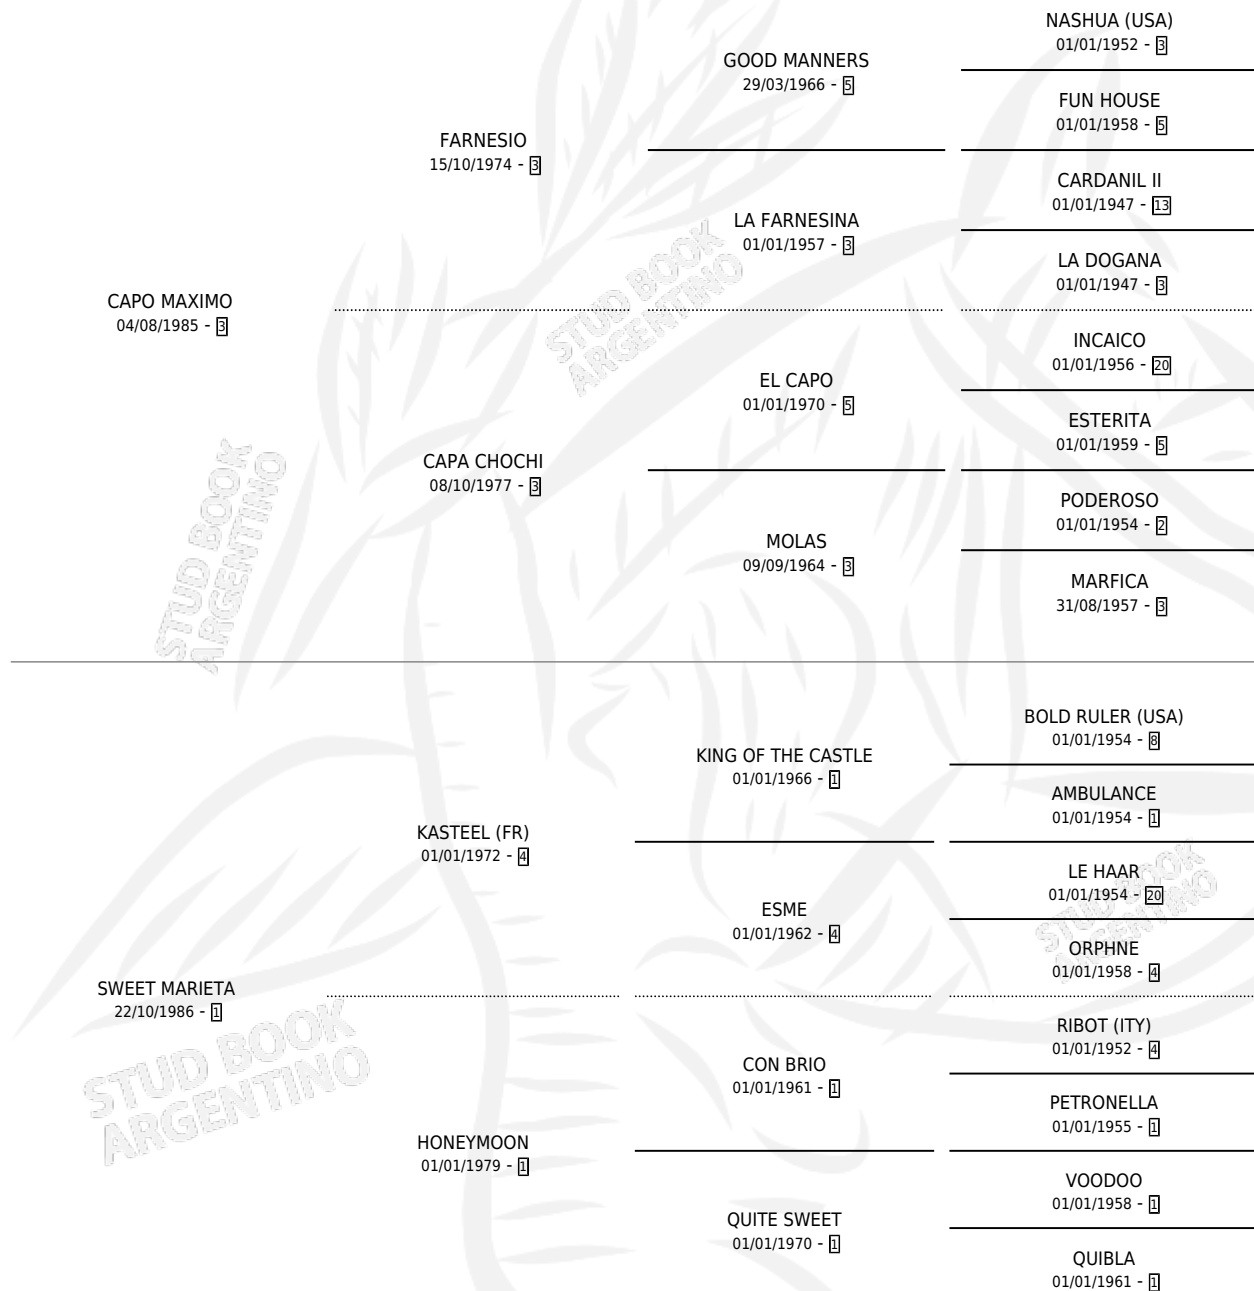 NASHUA (USA)
01/01/1952 - 3
GOOD MANNERS
29/03/1966 - 5
FUN HOUSE
01/01/1958 - 5
FARNESIO
15/10/1974 - 3
CARDANIL II
01/01/1947 - 13
LA FARNESINA
01/01/1957 - 3
LA DOGANA
01/01/1947 - 3
CAPO MAXIMO
04/08/1985 - 3
INCAICO
01/01/1956 - 20
EL CAPO
01/01/1970 - 5
ESTERITA
01/01/1959 - 5
CAPA CHOCHI
08/10/1977 - 3
PODEROSO
01/01/1954 - 2
MOLAS
09/09/1964 - 3
MARFICA
31/08/1957 - 3
BOLD RULER (USA)
01/01/1954 - 8
KING OF THE CASTLE
01/01/1966 - 1
AMBULANCE
01/01/1954 - 1
KASTEEL (FR)
01/01/1972 - 4
LE HAAR
01/01/1954 - 20
ESME
01/01/1962 - 4
ORPHNE
01/01/1958 - 4
SWEET MARIETA
22/10/1986 - 1
RIBOT (ITY)
01/01/1952 - 4
CON BRIO
01/01/1961 - 1
PETRONELLA
01/01/1955 - 1
HONEYMOON
01/01/1979 - 1
VOODOO
01/01/1958 - 1
QUITE SWEET
01/01/1970 - 1
QUIBLA
01/01/1961 - 1
STUD BOOK
ARGENTINO
STUD BOOK
ARGENTINO
STUD BOOK
ARGENTINO
STUD BOOK
ARGENTINO